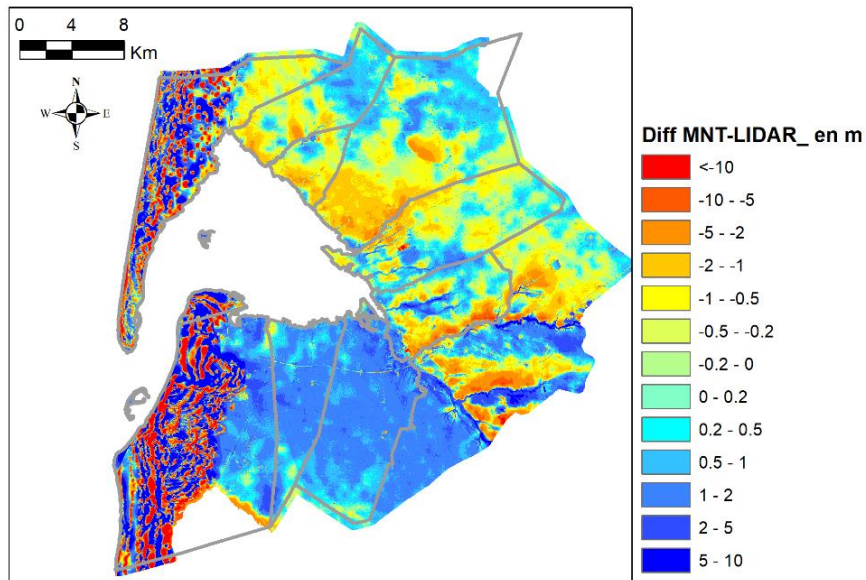 0 4 8
Km
N
W E
S
Diff MNT-LIDAR_ en m
<-10
-10 - -5
-5 - -2
-2 - -1
-1 - -0.5
-0.5 - -0.2
-0.2 - 0
0 - 0.2
0.2 - 0.5
0.5 - 1
1 - 2
2 - 5
5 - 10